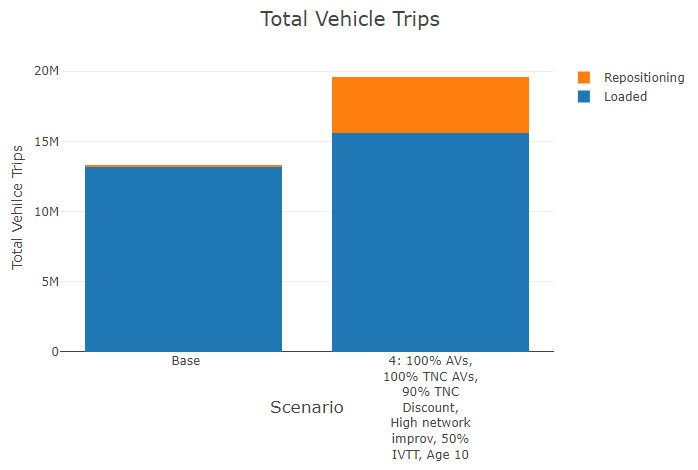 Total Vehicle Trips
Repositioning
Loaded
Total Vehilce Trips
20M
15M
10M
5M
0
Base
4: 100% AVs,
100% TNC AVs,
90% TNC
Discount,
High network
improv, 50%
IVTT, Age 10
Scenario